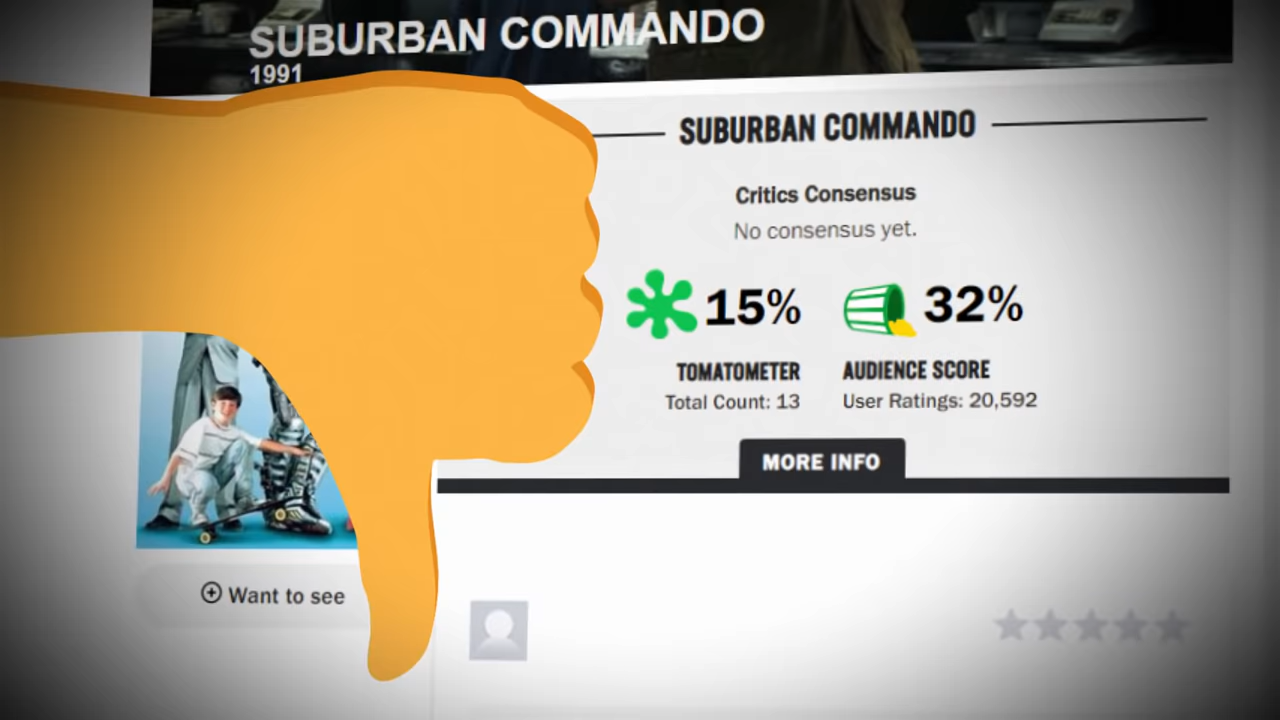 SUBURBAN COMMANDO
1991
SUBURBAN COMMANDO
Critics Consensus
No consensus yet.
15%
32%
TOMATOMETER
AUDIENCE SCORE
Total Count: 13
User Ratings: 20,592
MORE INFO
Want to see